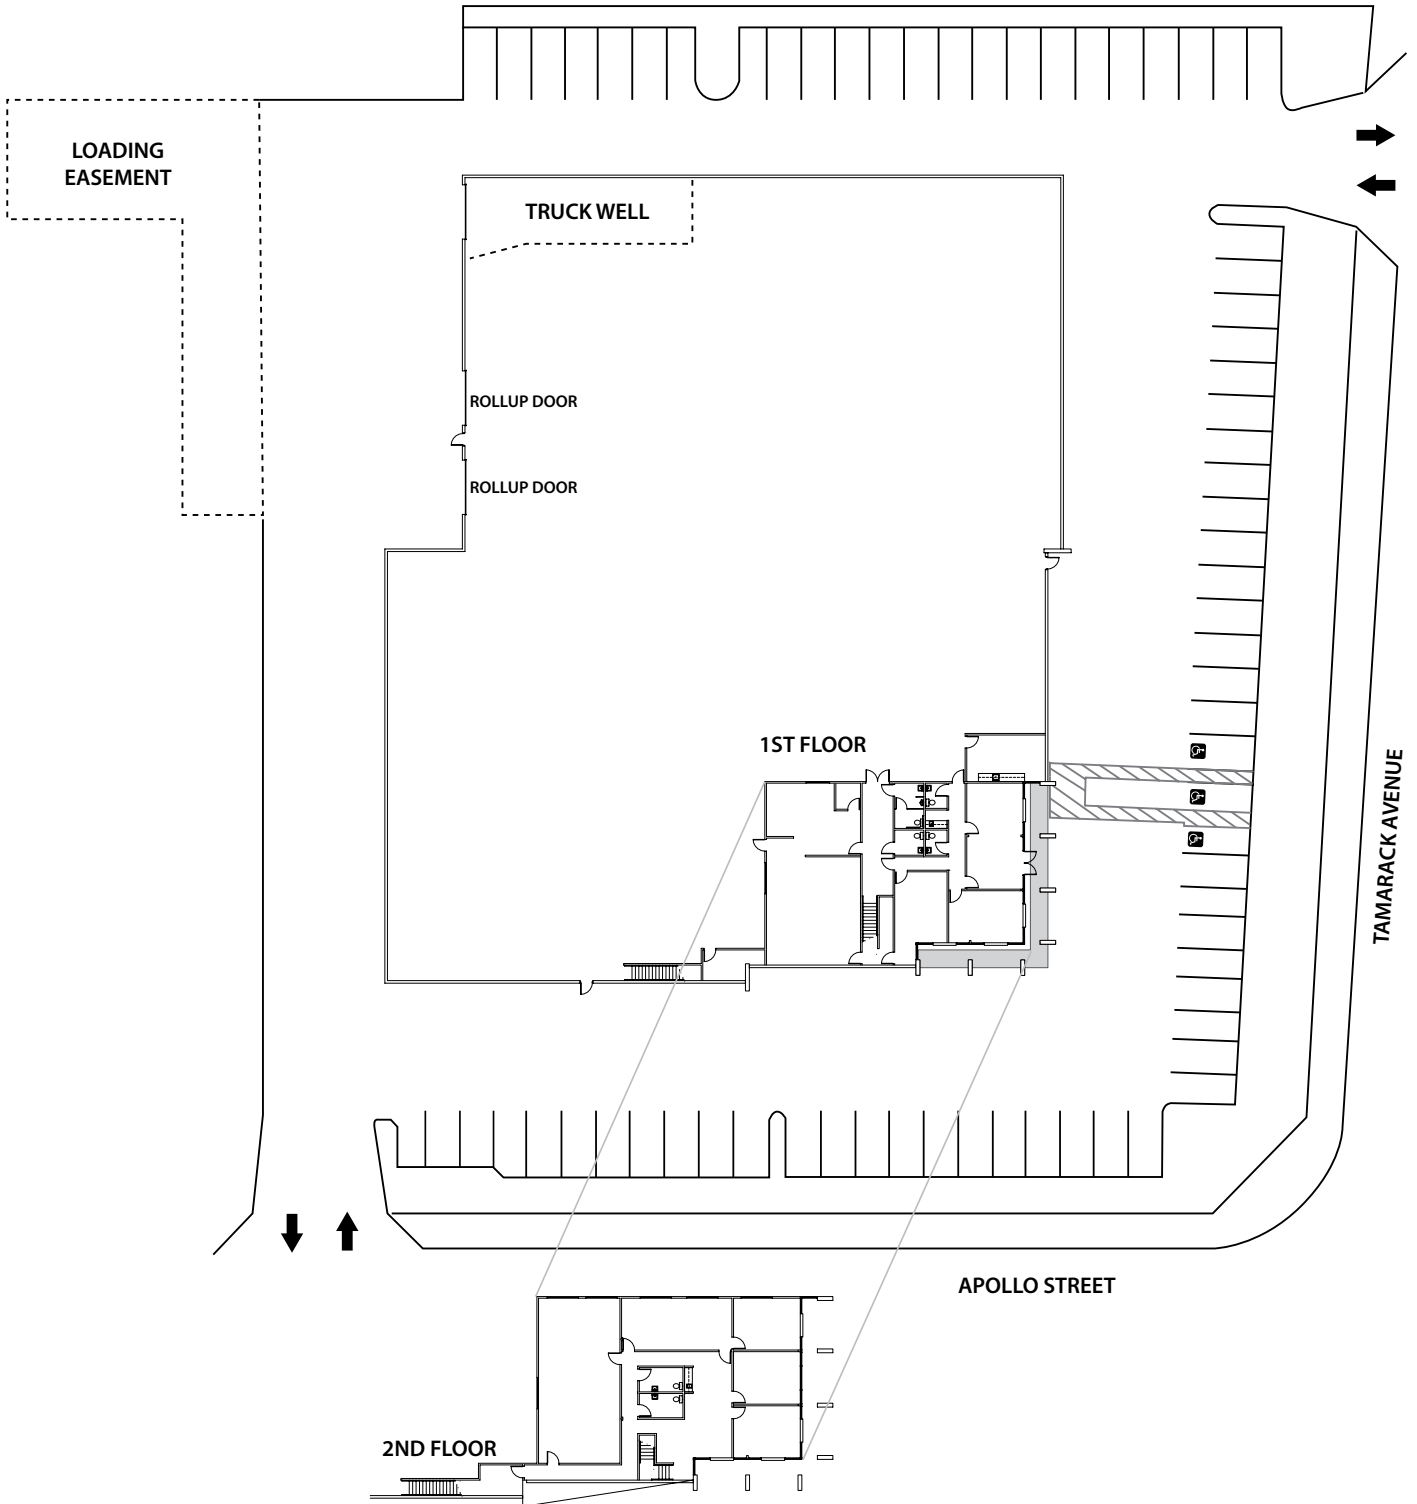 LOADING
EASEMENT
TRUCK WELL
ROLLUP DOOR
ROLLUP DOOR
1ST FLOOR
TAMARACK AVENUE
APOLLO STREET
2ND FLOOR